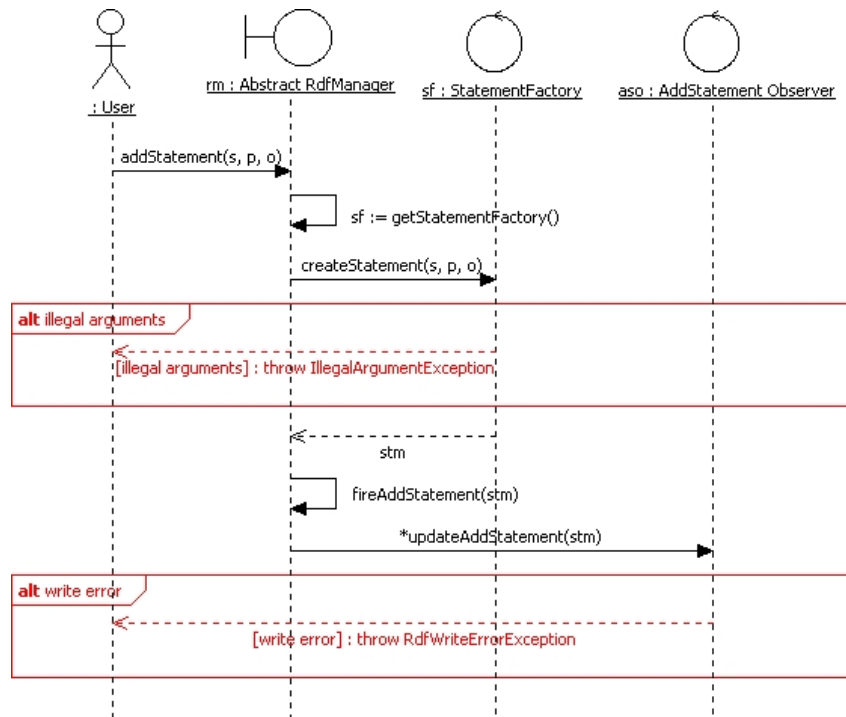 : User
rm : Abstract RdfManager
sf : StatementFactory
aso : AddStatement Observer
addStatement(s, p, o)
sf := getStatementFactory()
createStatement(s, p, o)
alt illegal arguments
[illegal arguments] : throw IllegalArgumentException
stm
fireAddStatement(stm)
*updateAddStatement(stm)
alt write error
[write error] : throw RdfWriteErrorException